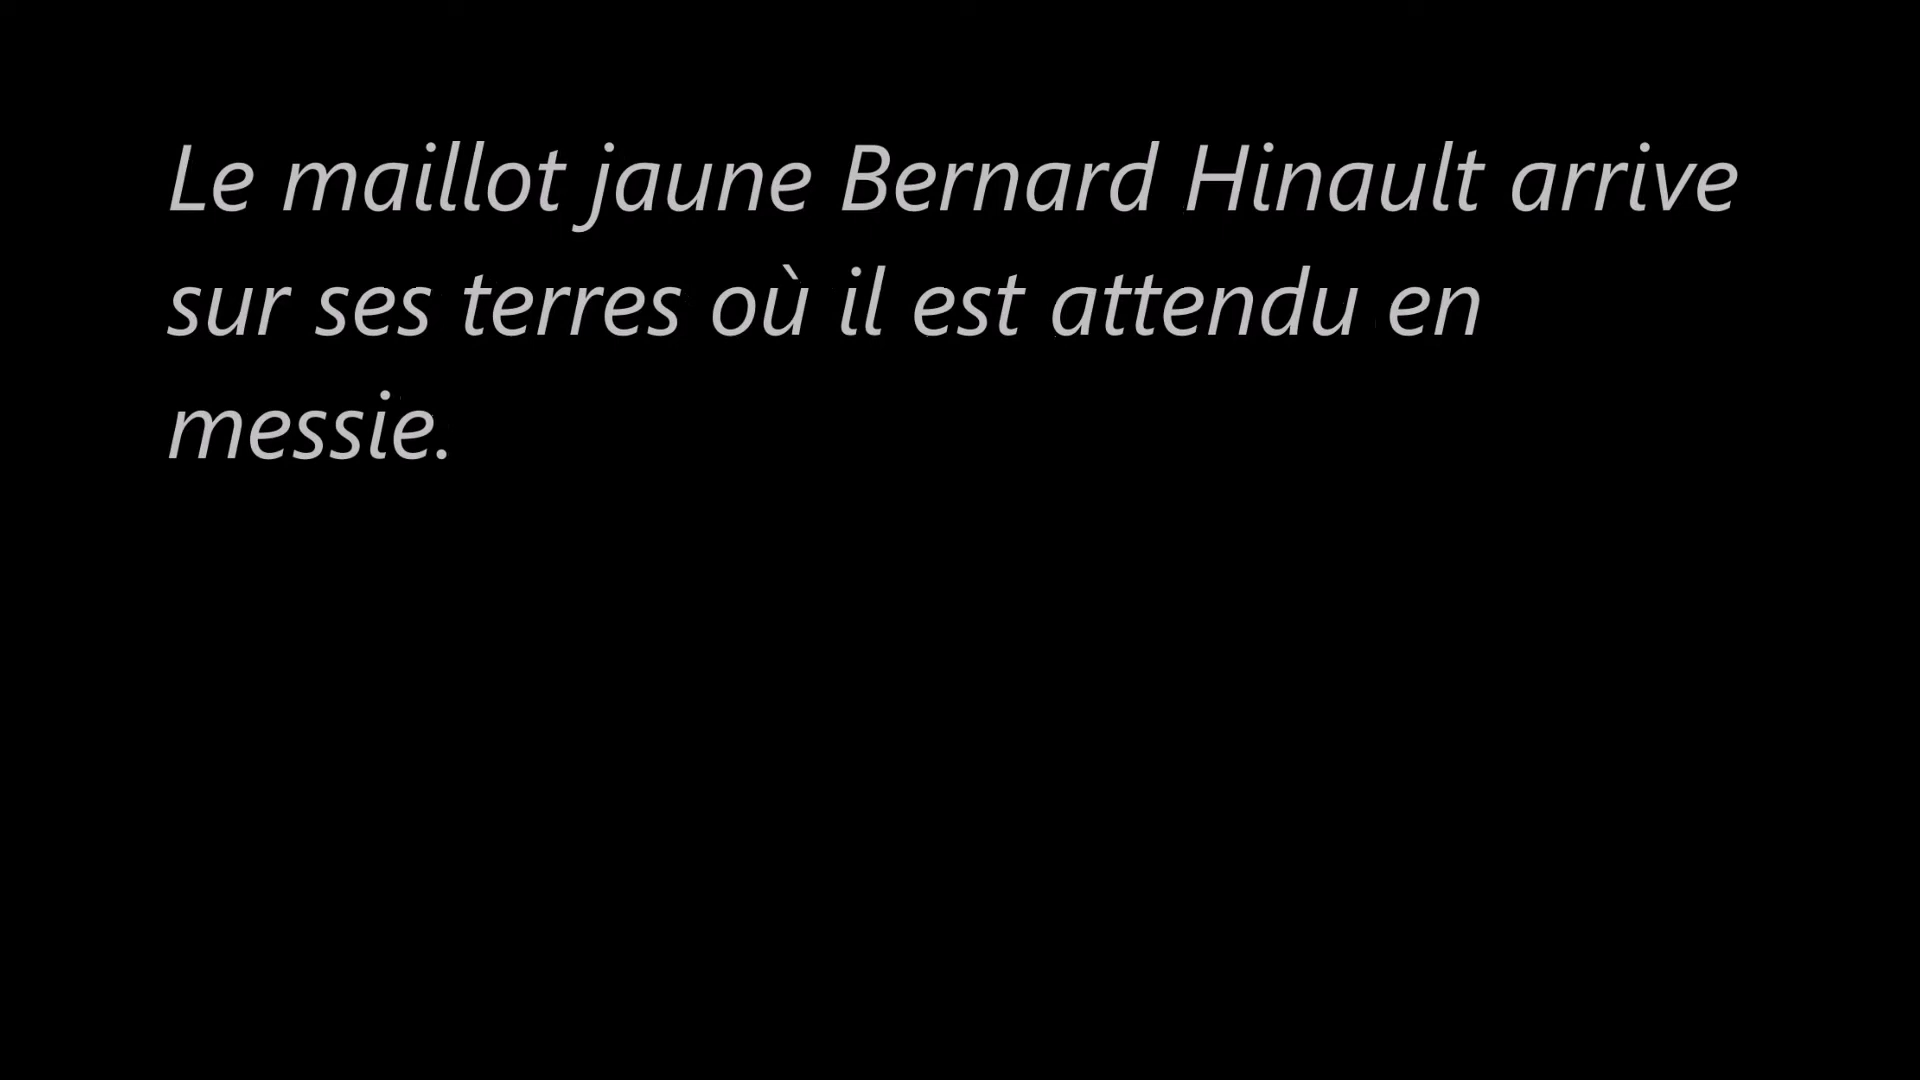 Le maillot jaune Bernard Hinault arrive
sur ses terres où il est attendu en
messie.